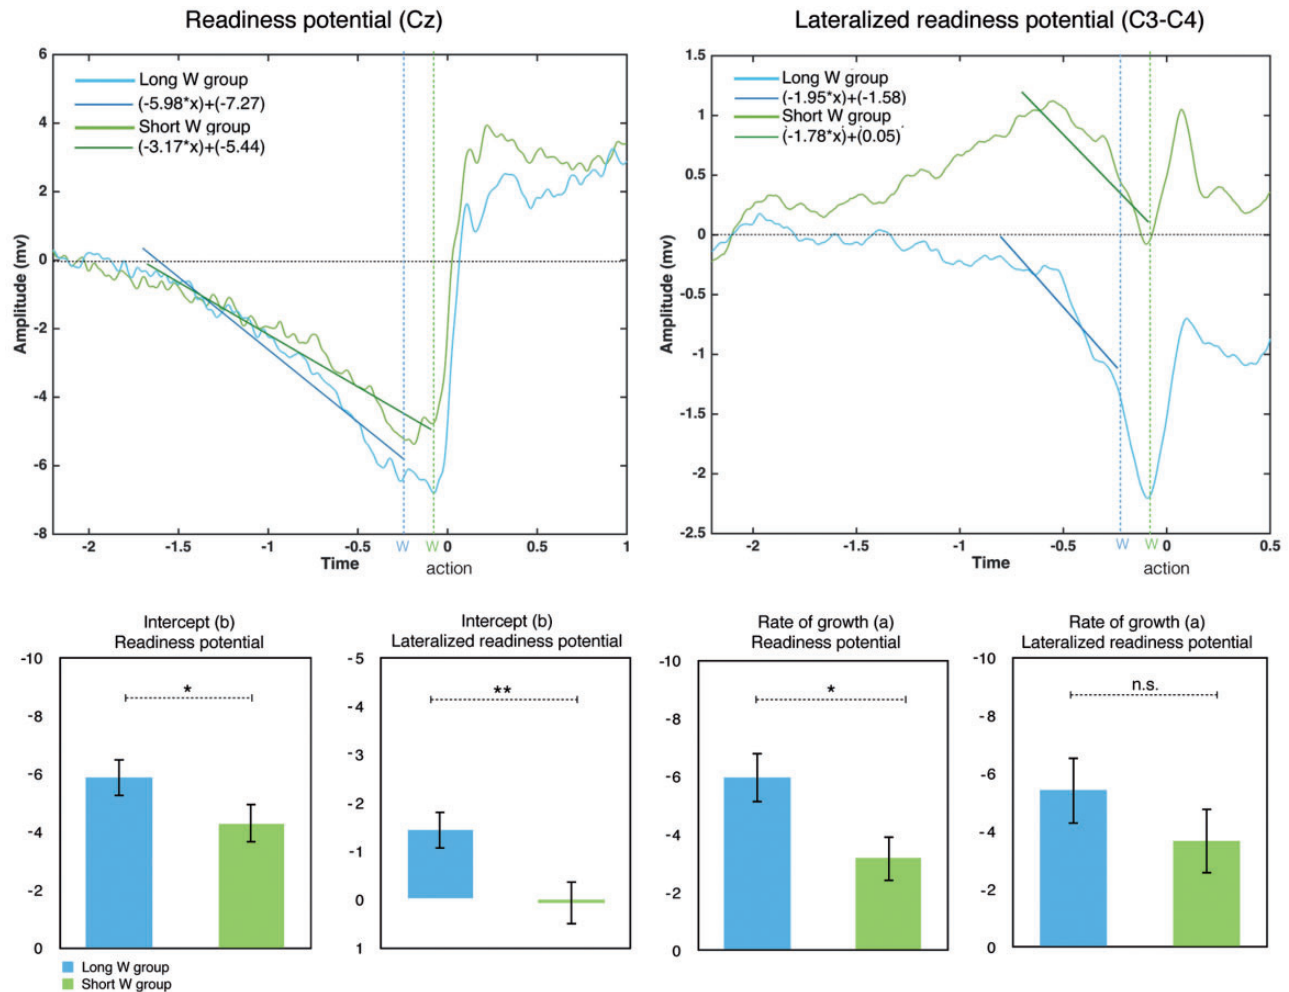 Readiness potential (Cz)
6
4
2
0
-2
-4
-6
-8
Amplitude (mv)
Long W group
(-5.98*x)+(-7.27)
Short W group
(-3.17*x)+(-5.44)
-2
-1.5
-1
-0.5
W
W
0
0.5
1
Time
action
Lateralized readiness potential (C3-C4)
1.5
1
0.5
0
-0.5
-1
-1.5
-2
-2.5
Amplitude (mv)
Long W group
(-1.95*x)+(-1.58)
Short W group
(-1.78*x)+(0.05)
-2
-1.5
-1
-0.5
W
W
0
0.5
Time
action
Intercept (b)
Readiness potential
-10
-8
-6
-4
-2
0
*
Intercept (b)
Lateralized readiness potential
-5
-4
-3
-2
-1
0
1
**
Rate of growth (a)
Readiness potential
-10
-8
-6
-4
-2
0
*
Rate of growth (a)
Lateralized readiness potential
-10
-8
-6
-4
-2
0
n.s.
Long W group
Short W group